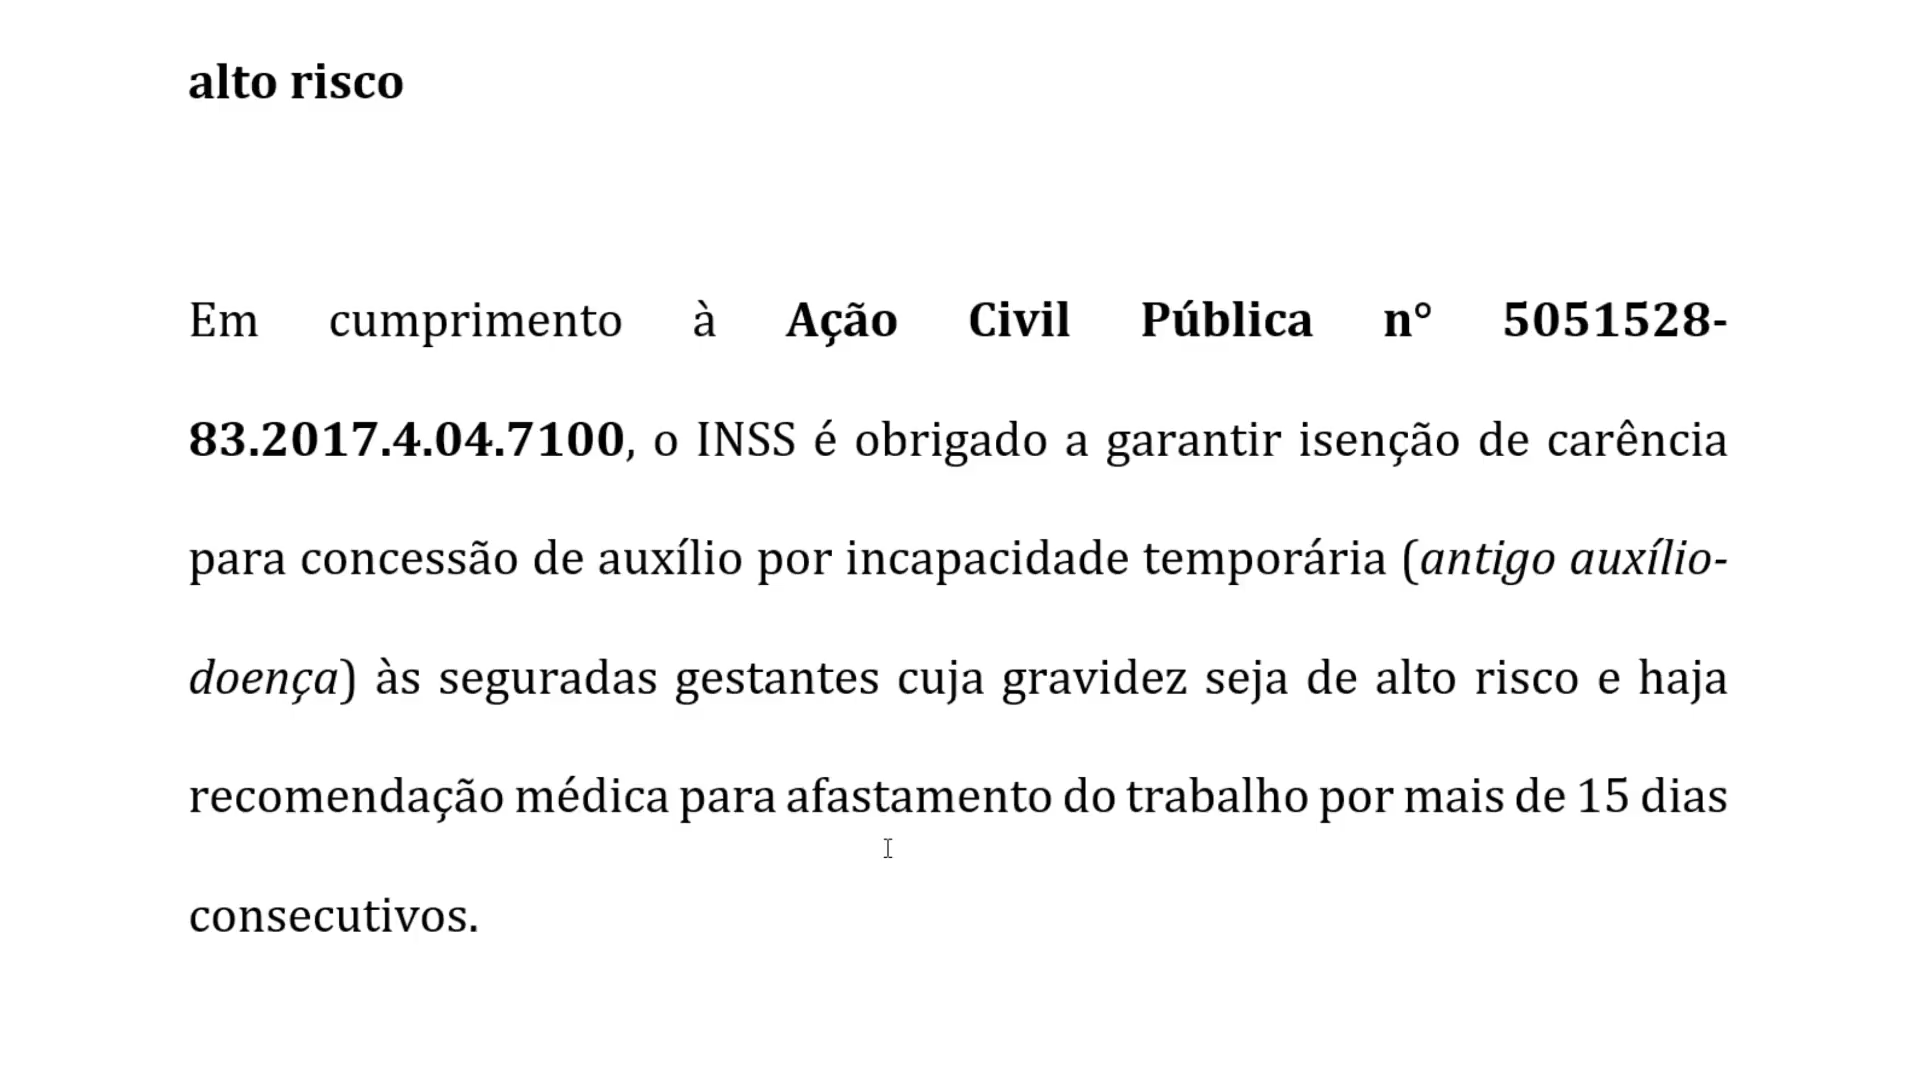 alto risco
Em cumprimento à Ação Civil Pública n° 5051528-
83.2017.4.04.7100, o INSS é obrigado a garantir isenção de carência
para concessão de auxílio por incapacidade temporária (antigo auxílio-
doença) às seguradas gestantes cuja gravidez seja de alto risco e haja
recomendação médica para afastamento do trabalho por mais de 15 dias
consecutivos.